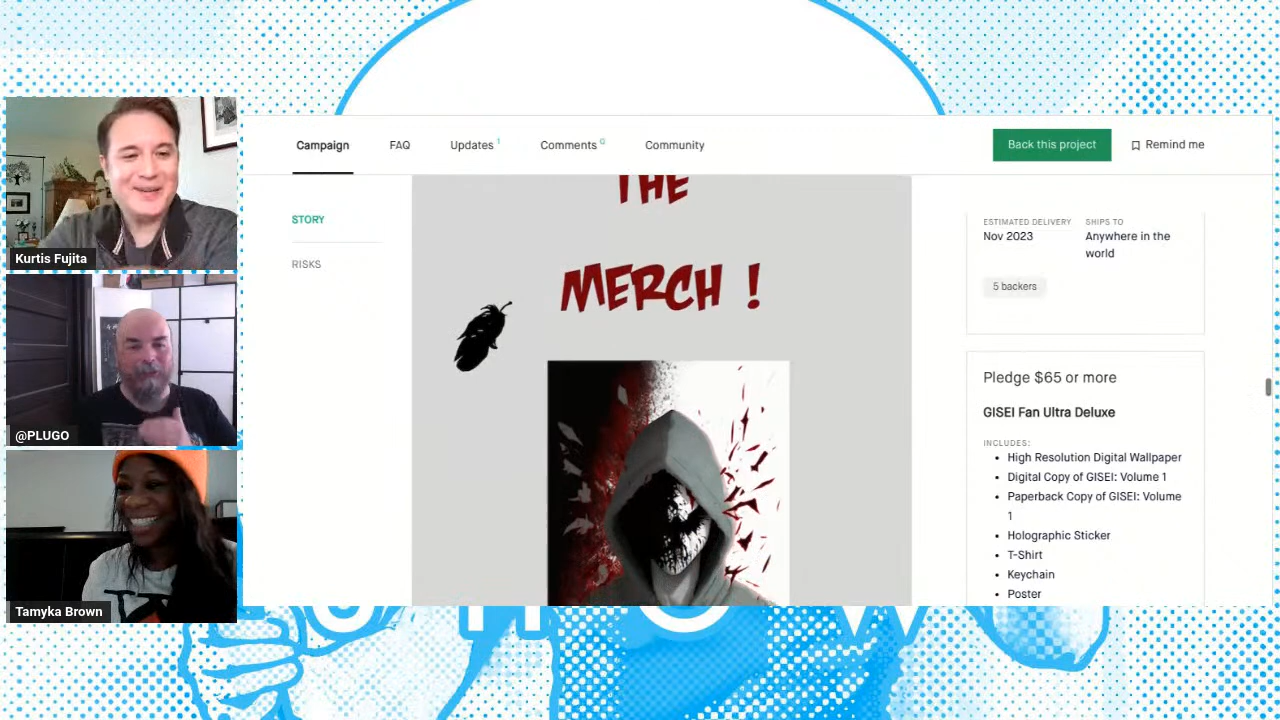 Campaign
FAQ
Updates 1
Comments 0
Community
Back this project
Remind me
STORY
RISKS
THE
MERCH !
ESTIMATED DELIVERY
Nov 2023
SHIPS TO
Anywhere in the
world
5 backers
Pledge $65 or more
GISEI Fan Ultra Deluxe
INCLUDES:
High Resolution Digital Wallpaper
Digital Copy of GISEI: Volume 1
Paperback Copy of GISEI: Volume
1
Holographic Sticker
T-Shirt
Keychain
Poster
Kurtis Fujita
@PLUGO
Tamyka Brown